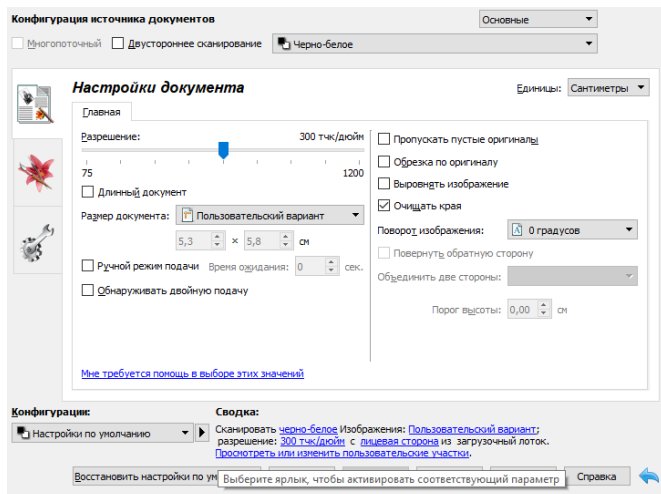 Конфигурация источника документов
Основные
Многопоточный Двустороннее сканирование Черно-белое
Настройки документа
Единицы: Сантиметры
Главная
Разрешение: 300 тчк/дюйм
75 1200
Длинный документ
Размер документа: Пользовательский вариант
5,3 × 5,8 см
Ручной режим подачи Время ожидания: 0 сек.
Обнаруживать двойную подачу
Мне требуется помощь в выборе этих значений
Пропускать пустые оригиналы
Обрезка по оригиналу
Выровнять изображение
Очищать края
Поворот изображения: 0 градусов
Повернуть обратную сторону
Объединить две стороны:
Порог высоты: 0,00 см
Конфигурации:
Настройки по умолчанию
Сводка:
Сканировать черно-белое Изображения: Пользовательский вариант;
разрешение: 300 тчк/дюйм с лицевая сторона из загрузочный лоток.
Просмотреть или изменить пользовательские участки.
Восстановить настройки по ум
Выберите ярлык, чтобы активировать соответствующий параметр
Справка